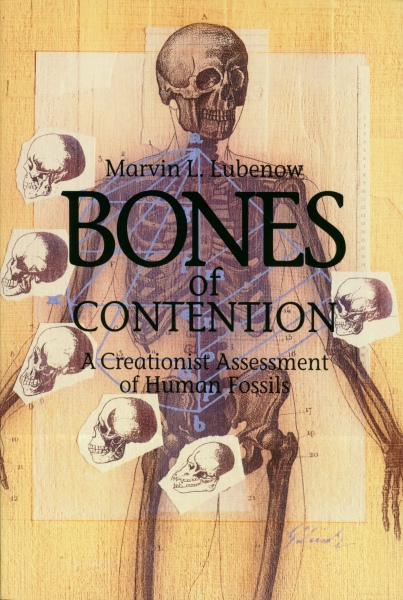 Marvin L. Lubenow
BONES
of
CONTENTION
A Creationist Assessment
of Human Fossils